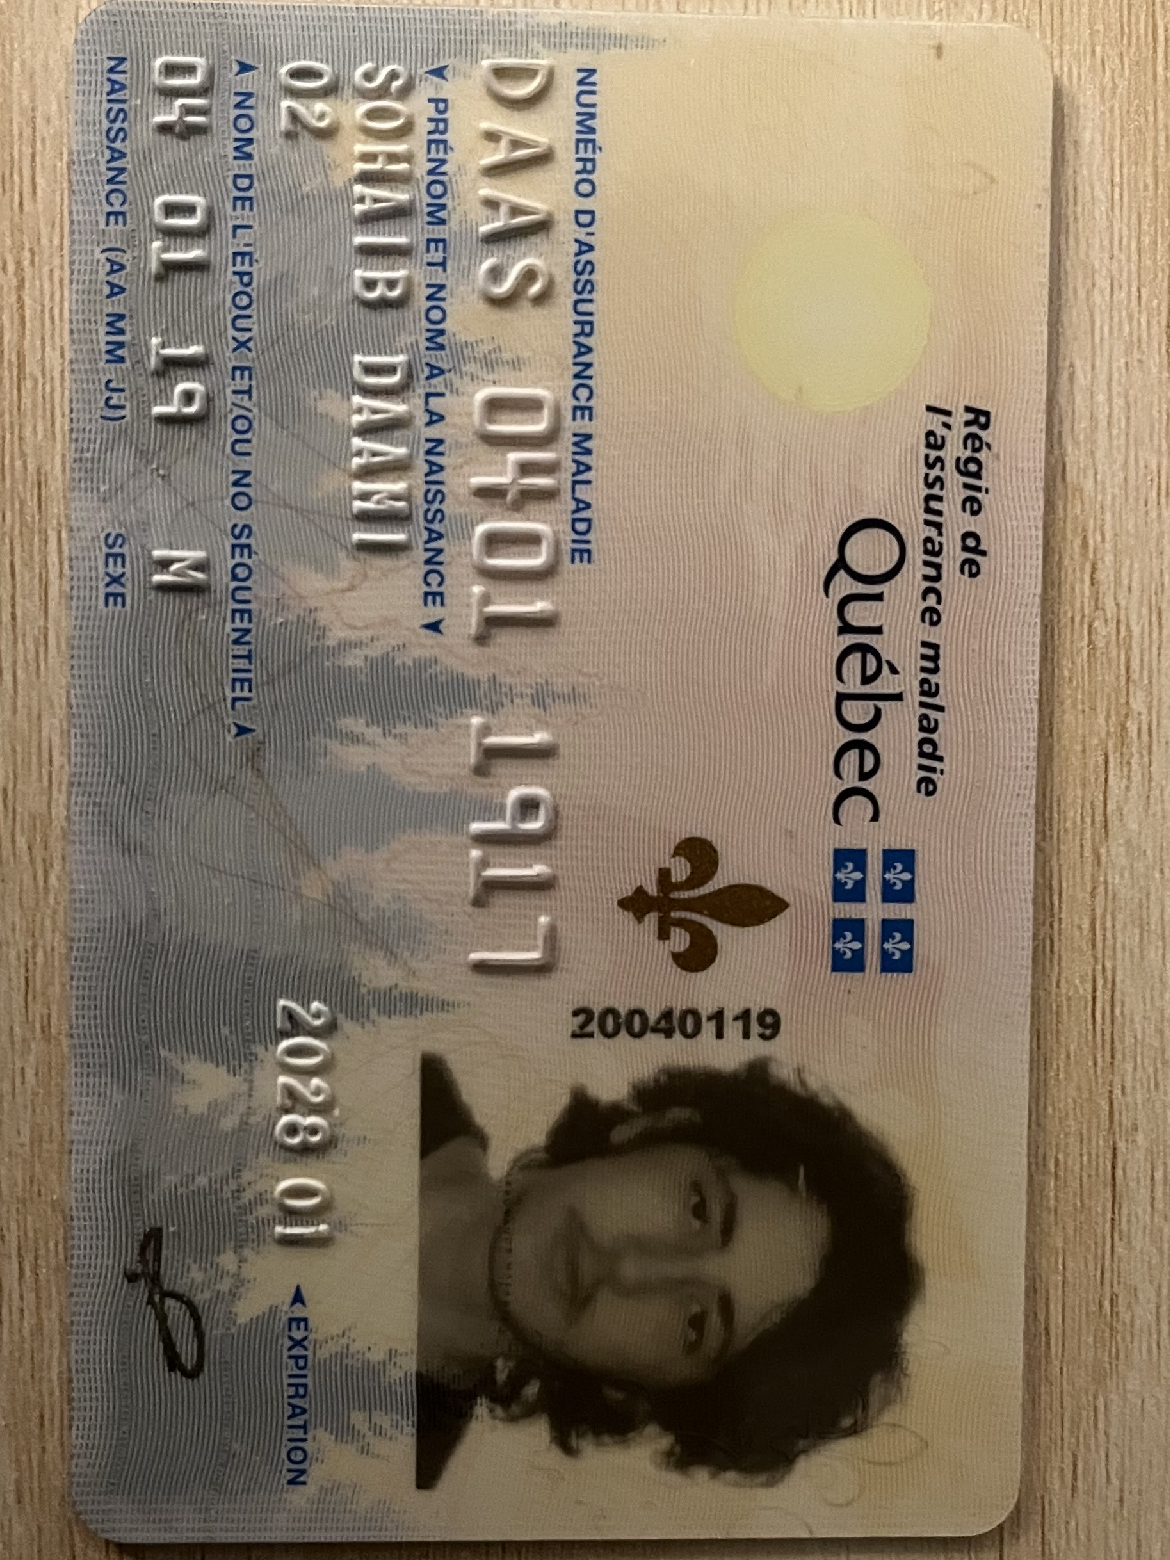 Régie de
l'assurance maladie
Québec
20040119
NUMÉRO D'ASSURANCE MALADIE
DAAS 0401 1917
▼ PRÉNOM ET NOM À LA NAISSANCE ▼
SOHAIB DAAMI
02
2028 01 ◄ EXPIRATION
▲ NOM DE L'ÉPOUX ET/OU NO SÉQUENTIEL ▲
04 01 19 M
NAISSANCE (AA MM JJ) SEXE